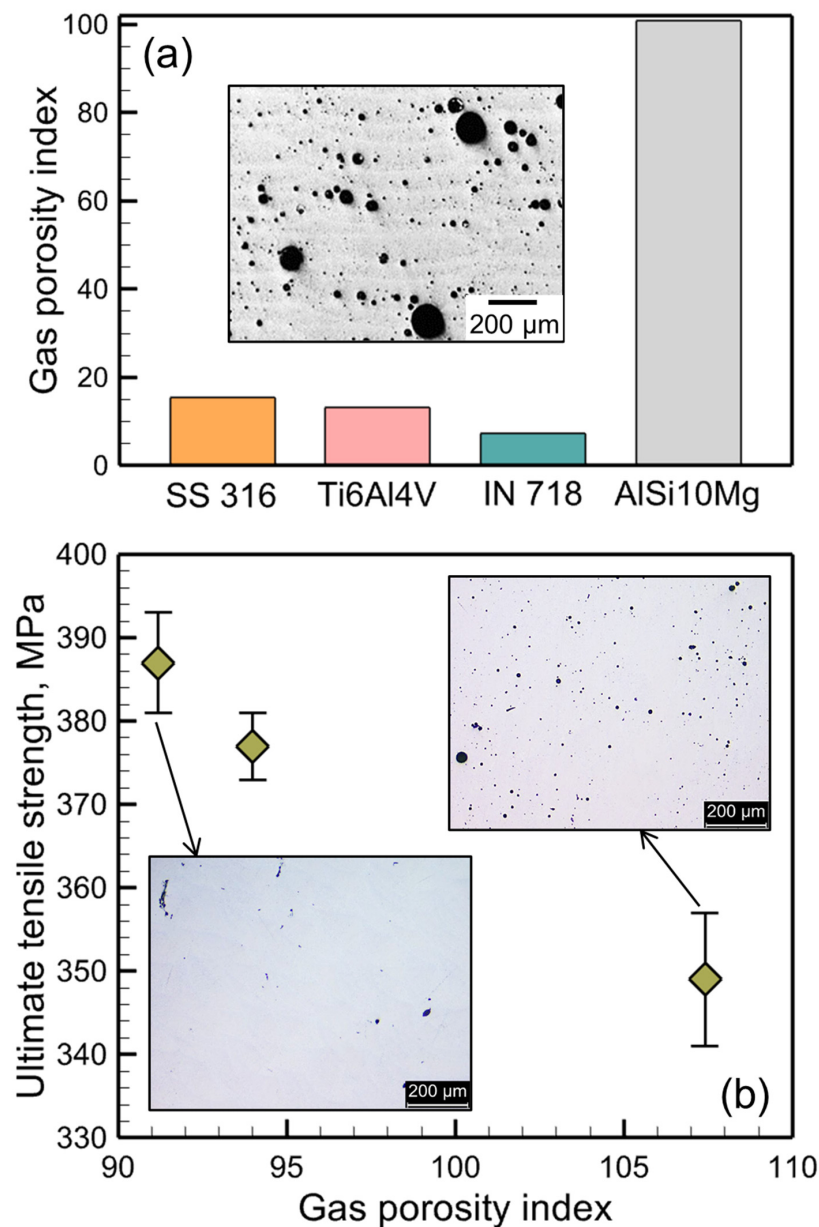 (a)
Gas porosity index
100
80
60
40
20
0
200 µm
SS 316
Ti6Al4V
IN 718
AlSi10Mg
Ultimate tensile strength, MPa
400
390
380
370
360
350
340
330
200 µm
200 µm
(b)
90
95
100
105
110
Gas porosity index